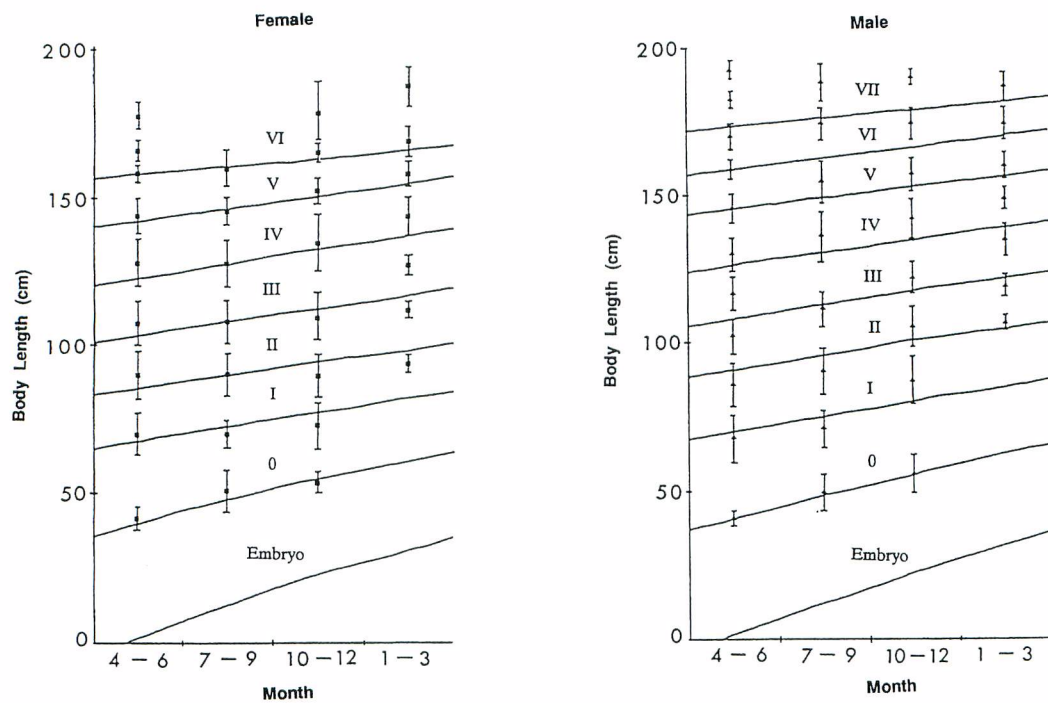 Female
200
150
100
50
0
Body Length (cm)
VI
V
IV
III
II
I
0
Embryo
4 – 6
7 – 9
10 – 12
1 – 3
Month
Male
200
150
100
50
0
Body Length (cm)
VII
VI
V
IV
III
II
I
0
Embryo
4 – 6
7 – 9
10 – 12
1 – 3
Month